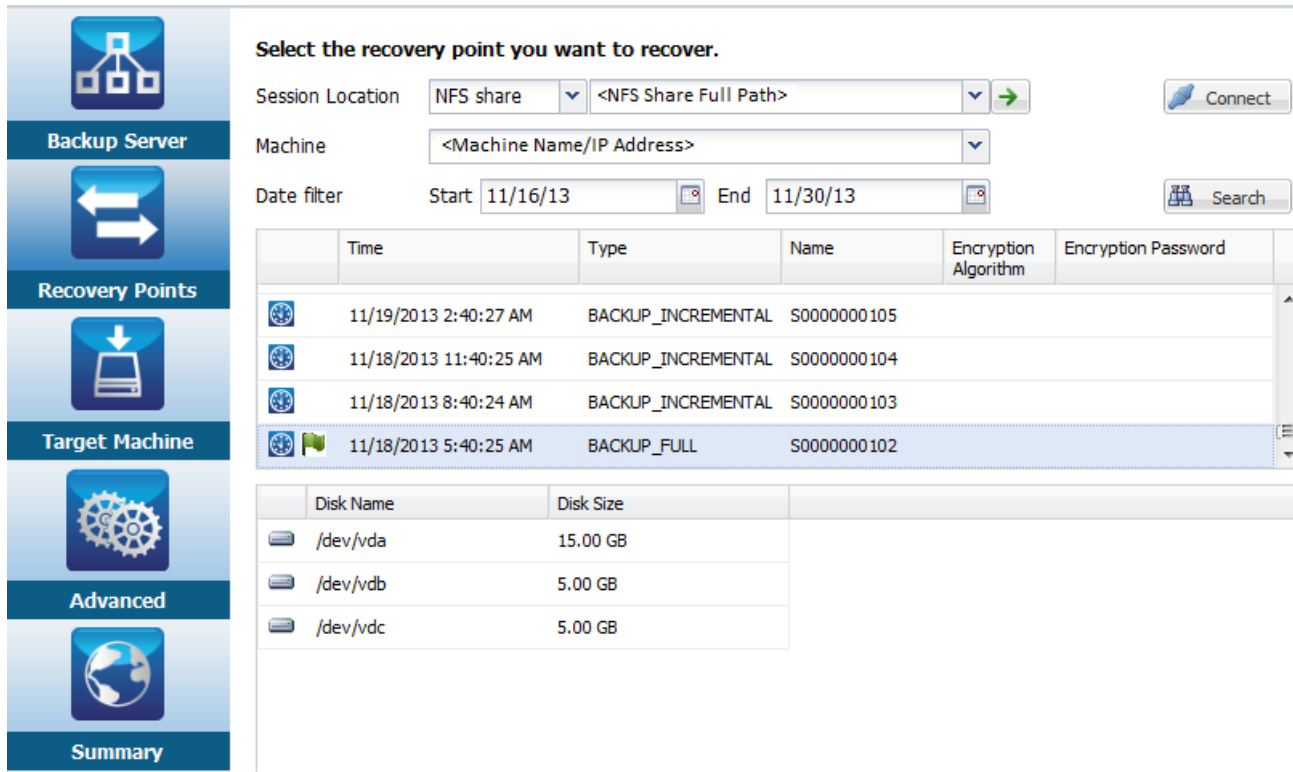 Backup Server
Recovery Points
Target Machine
Advanced
Summary
Select the recovery point you want to recover.
Session Location NFS share <NFS Share Full Path> Connect
Machine <Machine Name/IP Address>
Date filter Start 11/16/13 End 11/30/13 Search
Time Type Name Encryption Algorithm Encryption Password
11/19/2013 2:40:27 AM BACKUP_INCREMENTAL S0000000105
11/18/2013 11:40:25 AM BACKUP_INCREMENTAL S0000000104
11/18/2013 8:40:24 AM BACKUP_INCREMENTAL S0000000103
11/18/2013 5:40:25 AM BACKUP_FULL S0000000102
Disk Name Disk Size
/dev/vda 15.00 GB
/dev/vdb 5.00 GB
/dev/vdc 5.00 GB